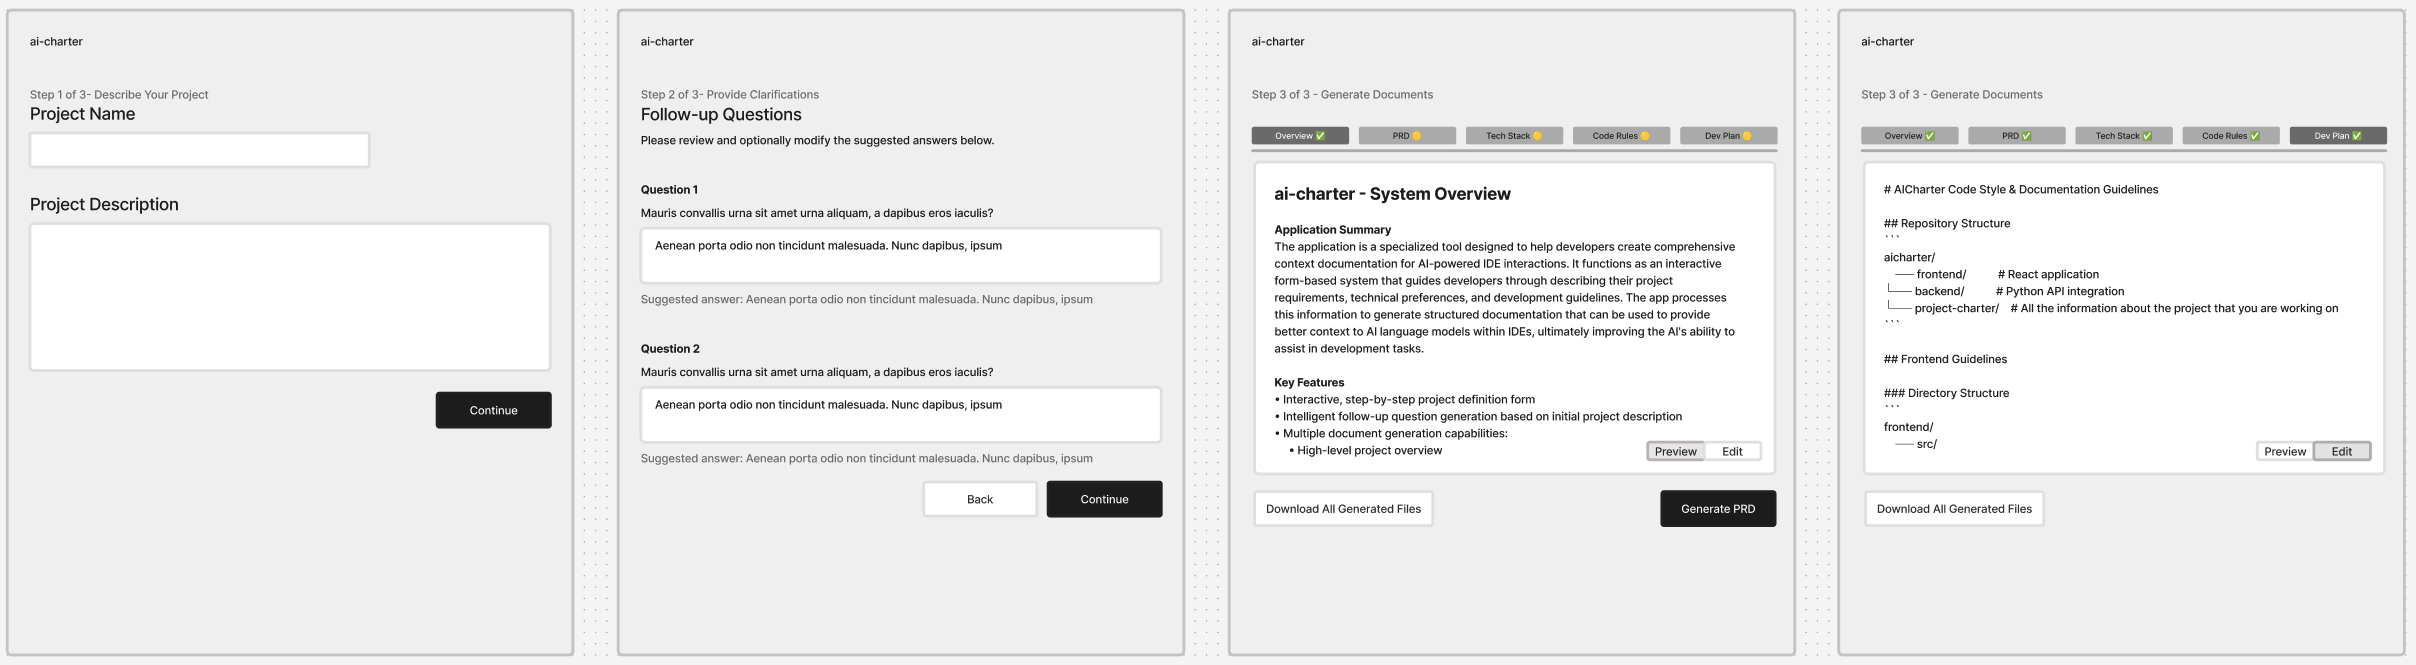 ai-charter
Step 1 of 3- Describe Your Project
Project Name
Project Description
Continue
ai-charter
Step 2 of 3- Provide Clarifications
Follow-up Questions
Please review and optionally modify the suggested answers below.
Question 1
Mauris convallis urna sit amet urna aliquam, a dapibus eros iaculis?
Aenean porta odio non tincidunt malesuada. Nunc dapibus, ipsum
Suggested answer: Aenean porta odio non tincidunt malesuada. Nunc dapibus, ipsum
Question 2
Mauris convallis urna sit amet urna aliquam, a dapibus eros iaculis?
Aenean porta odio non tincidunt malesuada. Nunc dapibus, ipsum
Suggested answer: Aenean porta odio non tincidunt malesuada. Nunc dapibus, ipsum
Back
Continue
ai-charter
Step 3 of 3 - Generate Documents
Overview ✅
PRD 🟡
Tech Stack 🟡
Code Rules 🟡
Dev Plan 🟡
ai-charter - System Overview
Application Summary
The application is a specialized tool designed to help developers create comprehensive
context documentation for AI-powered IDE interactions. It functions as an interactive
form-based system that guides developers through describing their project
requirements, technical preferences, and development guidelines. The app processes
this information to generate structured documentation that can be used to provide
better context to AI language models within IDEs, ultimately improving the AI's ability to
assist in development tasks.
Key Features
• Interactive, step-by-step project definition form
• Intelligent follow-up question generation based on initial project description
• Multiple document generation capabilities:
• High-level project overview
Preview
Edit
Download All Generated Files
Generate PRD
ai-charter
Step 3 of 3 - Generate Documents
Overview ✅
PRD ✅
Tech Stack ✅
Code Rules ✅
Dev Plan ✅
# AICharter Code Style & Documentation Guidelines
## Repository Structure
```
aicharter/
── frontend/ # React application
└── backend/ # Python API integration
└── project-charter/ # All the information about the project that you are working on
```
## Frontend Guidelines
### Directory Structure
```
frontend/
── src/
Preview
Edit
Download All Generated Files